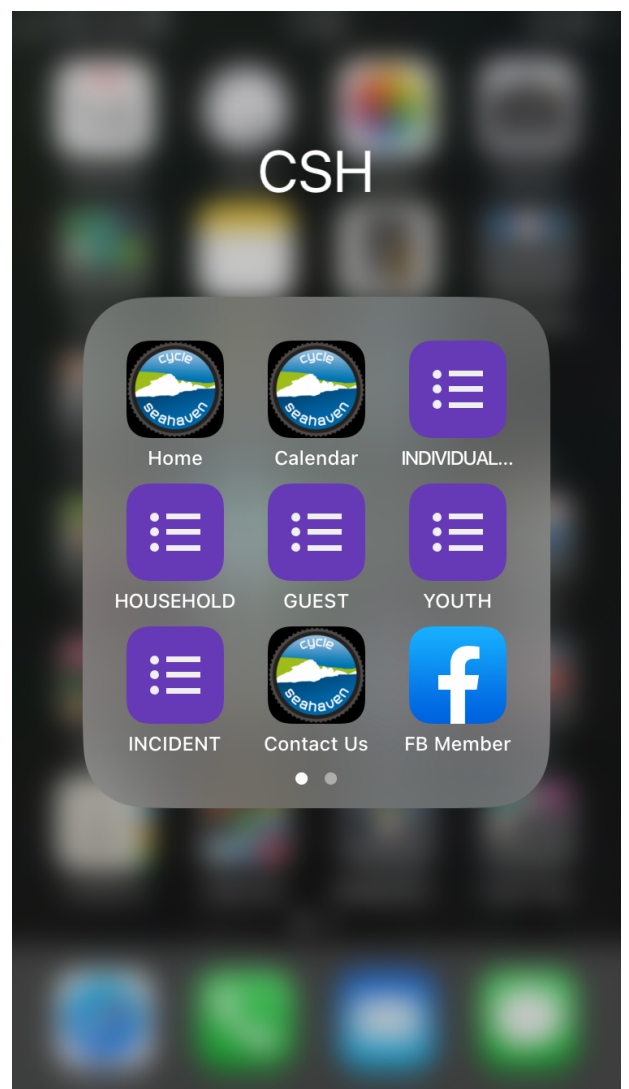 CSH
cycle
seahaven
cycle
seahaven
Home
Calendar
INDIVIDUAL...
HOUSEHOLD
GUEST
YOUTH
cycle
seahaven
INCIDENT
Contact Us
FB Member